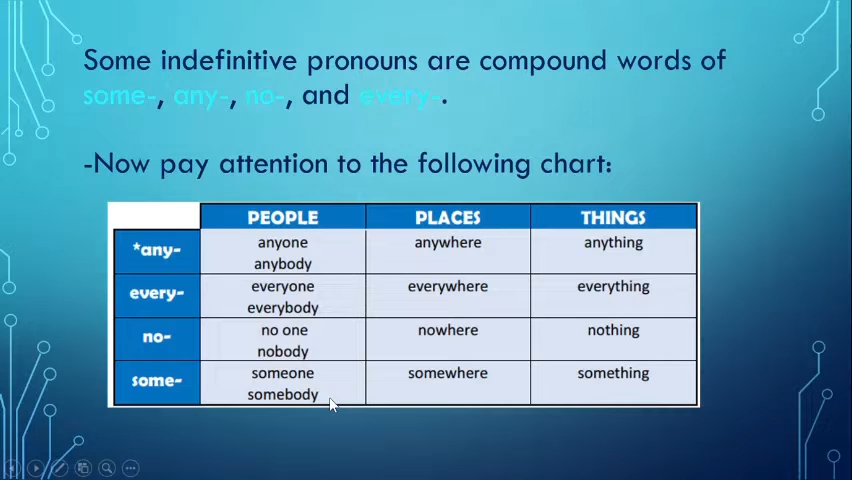 Some indefinitive pronouns are compound words of
some-, any-, no-, and every-.
-Now pay attention to the following chart:
PEOPLE PLACES THINGS
*any- anyone anywhere anything
anybody
every- everyone everywhere everything
everybody
no- no one nowhere nothing
nobody
some- someone somewhere something
somebody